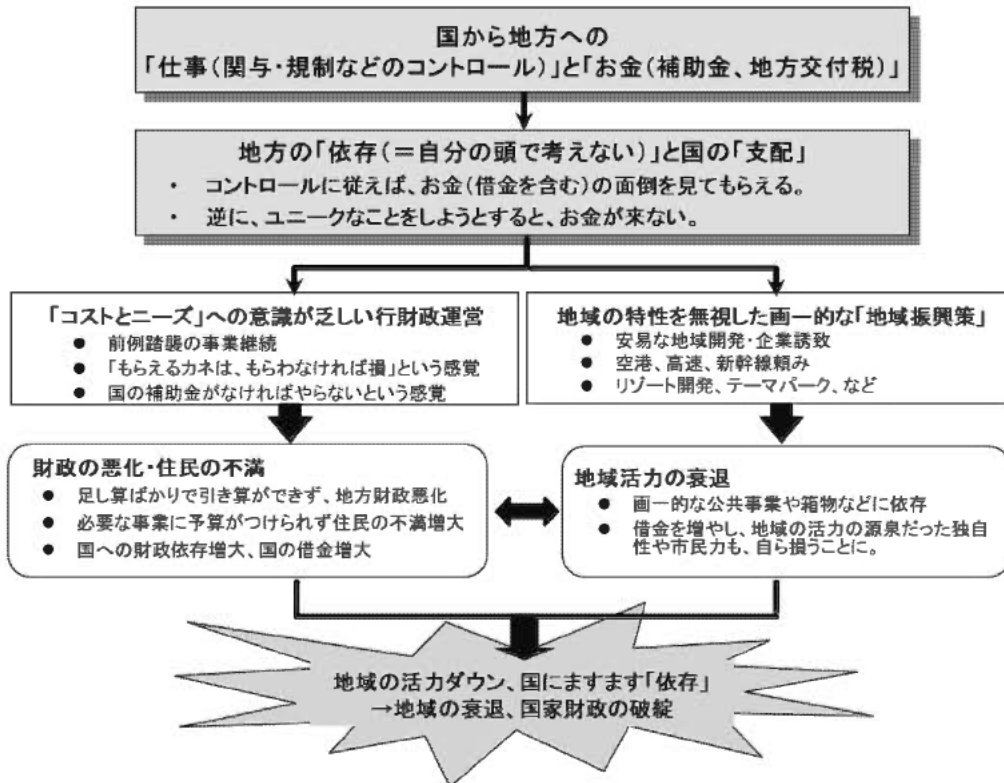 国から地方への
「仕事(関与・規制などのコントロール)」と「お金(補助金、地方交付税)」
地方の「依存(=自分の頭で考えない)」と国の「支配」
・ コントロールに従えば、お金(借金を含む)の面倒を見てもらえる。
・ 逆に、ユニークなことをしようとすると、お金が来ない。
「コストとニーズ」への意識が乏しい行財政運営
● 前例踏襲の事業継続
● 「もらえるカネは、もらわなければ損」という感覚
● 国の補助金がなければやらないという感覚
地域の特性を無視した画一的な「地域振興策」
● 安易な地域開発・企業誘致
● 空港、高速、新幹線頼み
● リゾート開発、テーマパーク、など
財政の悪化・住民の不満
● 足し算ばかりで引き算ができず、地方財政悪化
● 必要な事業に予算がつけられず住民の不満増大
● 国への財政依存増大、国の借金増大
地域活力の衰退
● 画一的な公共事業や箱物などに依存
● 借金を増やし、地域の活力の源泉だった独自
性や市民力も、自ら損うことに。
地域の活力ダウン、国にますます「依存」
→地域の衰退、国家財政の破綻